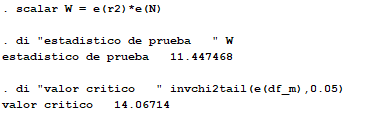 . scalar W = e(r2)*e(N)
. di "estadistico de prueba   " W
estadistico de prueba   11.447468
. di "valor critico   " invchi2tail(e(df_m),0.05)
valor critico   14.06714